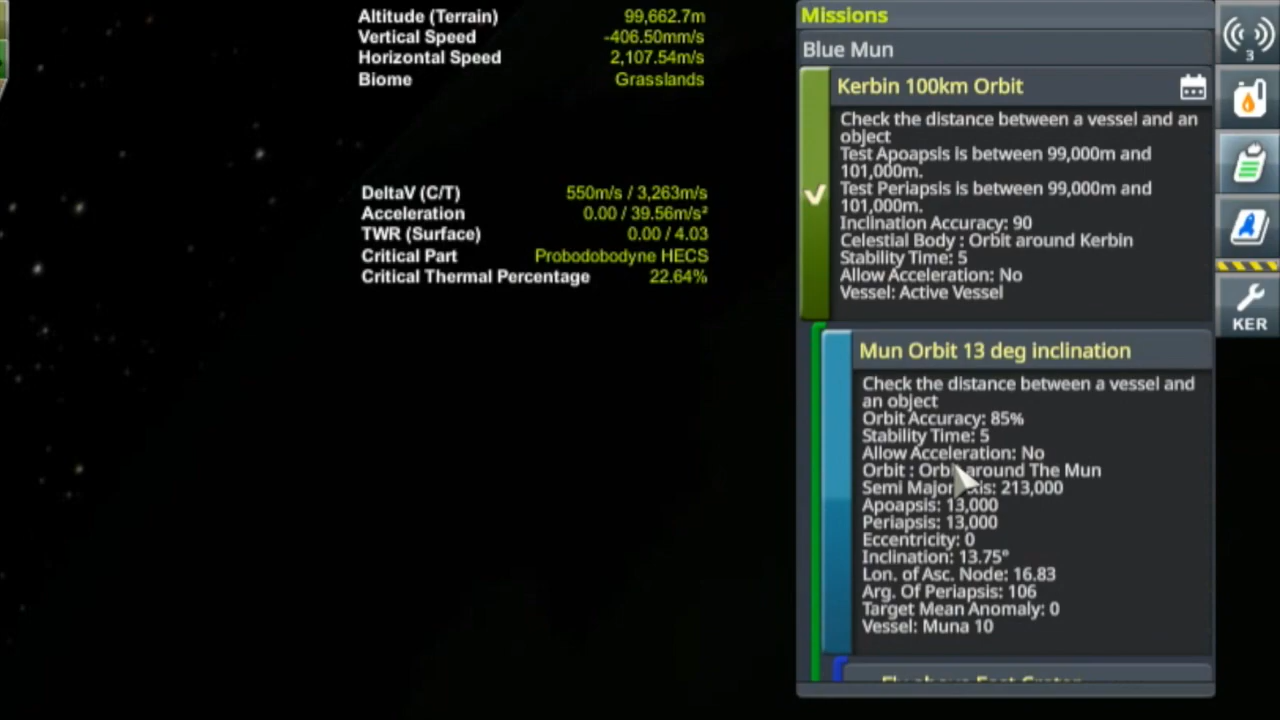 Altitude (Terrain) 99,662.7m
Vertical Speed -406.50mm/s
Horizontal Speed 2,107.54m/s
Biome Grasslands
DeltaV (C/T) 550m/s / 3,263m/s
Acceleration 0.00 / 39.56m/s²
TWR (Surface) 0.00 / 4.03
Critical Part Probodobodyne HECS
Critical Thermal Percentage 22.64%
Missions
Blue Mun
Kerbin 100km Orbit
Check the distance between a vessel and an
object
Test Apoapsis is between 99,000m and
101,000m.
Test Periapsis is between 99,000m and
101,000m.
Inclination Accuracy: 90
Celestial Body : Orbit around Kerbin
Stability Time: 5
Allow Acceleration: No
Vessel: Active Vessel
Mun Orbit 13 deg inclination
Check the distance between a vessel and
an object
Orbit Accuracy: 85%
Stability Time: 5
Allow Acceleration: No
Orbit : Orbit around The Mun
Semi Major Axis: 213,000
Apoapsis: 13,000
Periapsis: 13,000
Eccentricity: 0
Inclination: 13.75°
Lon. of Asc. Node: 16.83
Arg. Of Periapsis: 106
Target Mean Anomaly: 0
Vessel: Muna 10
Fly above East Crater
3
KER